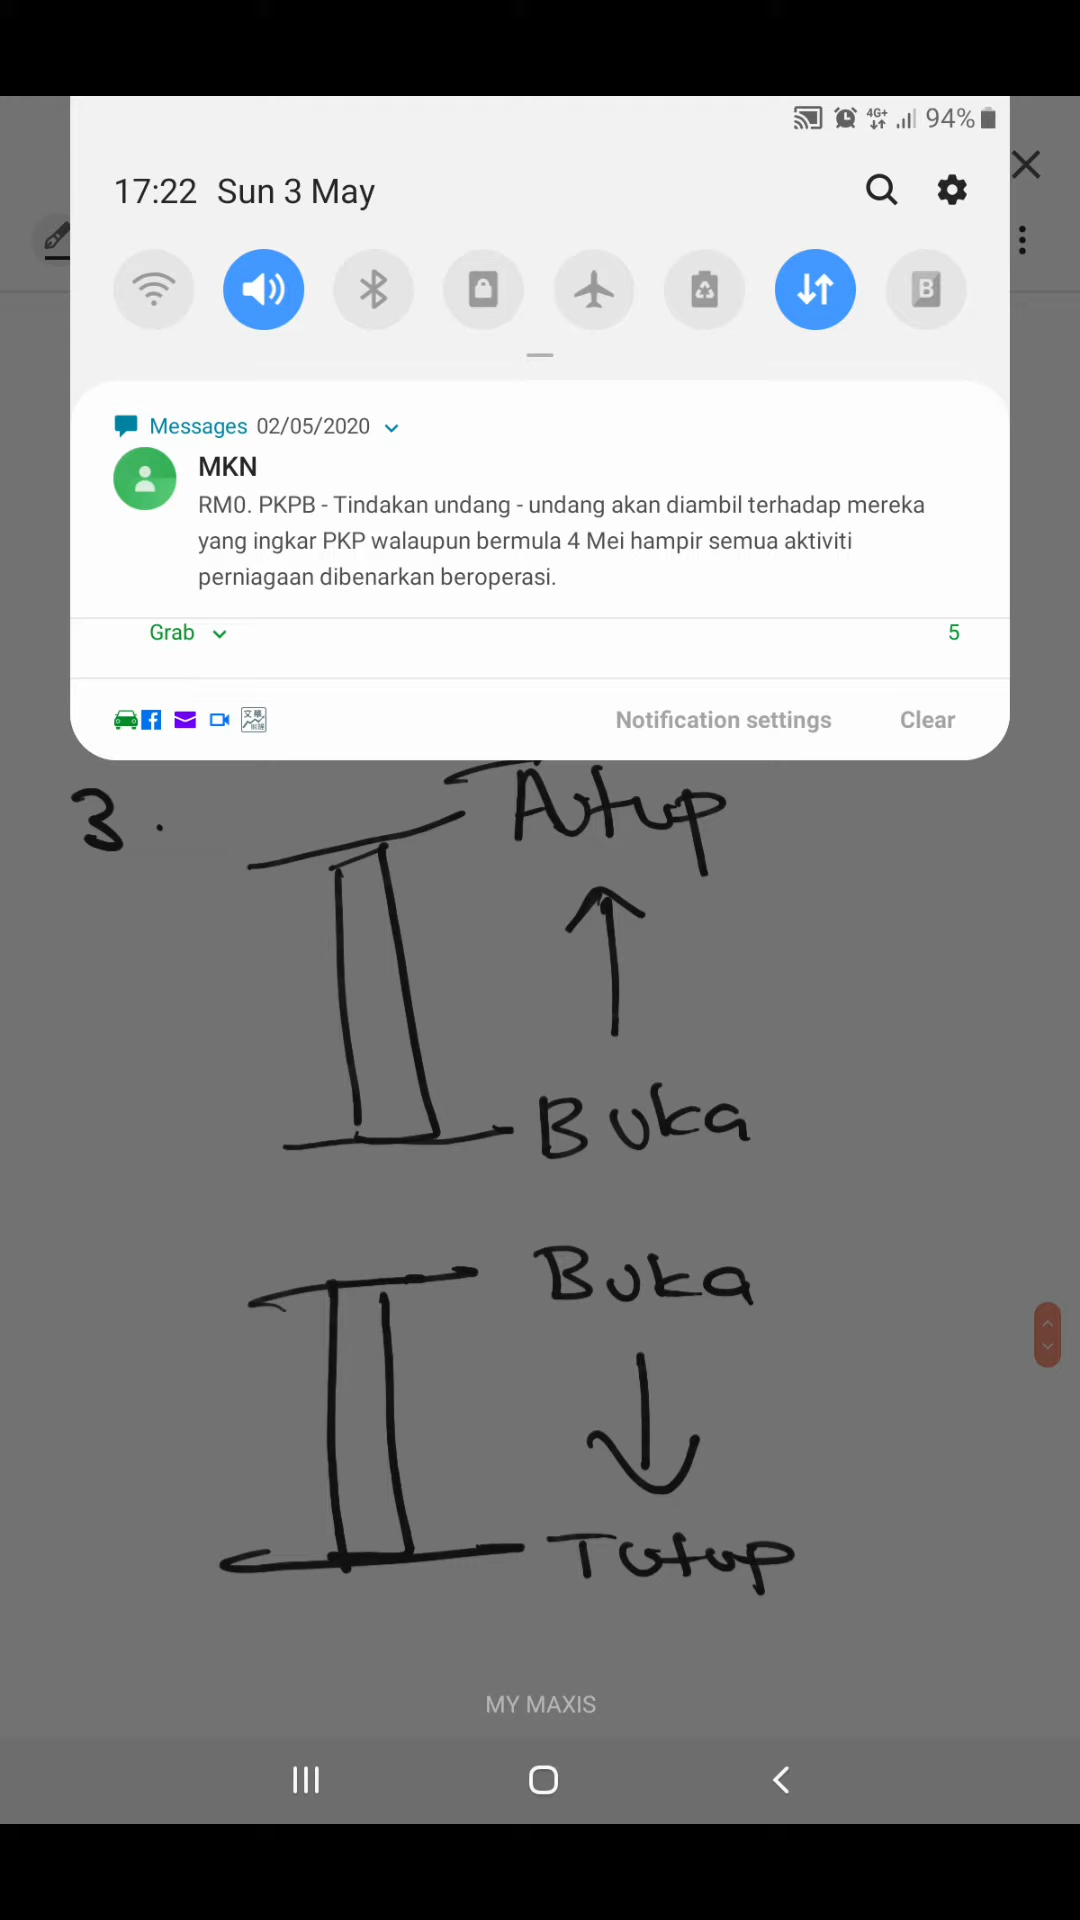 94%
17:22 Sun 3 May
B
Messages 02/05/2020
MKN
RM0. PKPB - Tindakan undang - undang akan diambil terhadap mereka
yang ingkar PKP walaupun bermula 4 Mei hampir semua aktiviti
perniagaan dibenarkan beroperasi.
Grab 5
Notification settings Clear
3.
Buka
Buka
Tutup
MY MAXIS